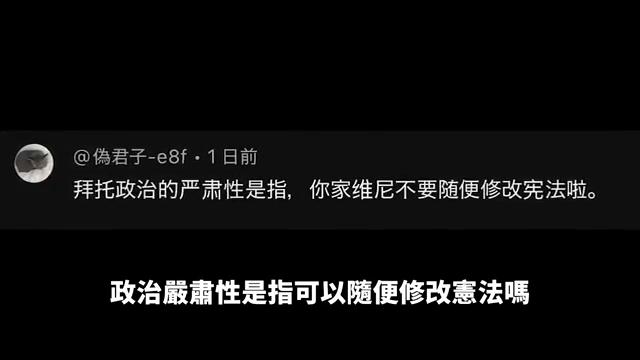 @偽君子-e8f • 1日前
拜托政治的严肃性是指，你家维尼不要随便修改宪法啦。
政治嚴肅性是指可以隨便修改憲法嗎